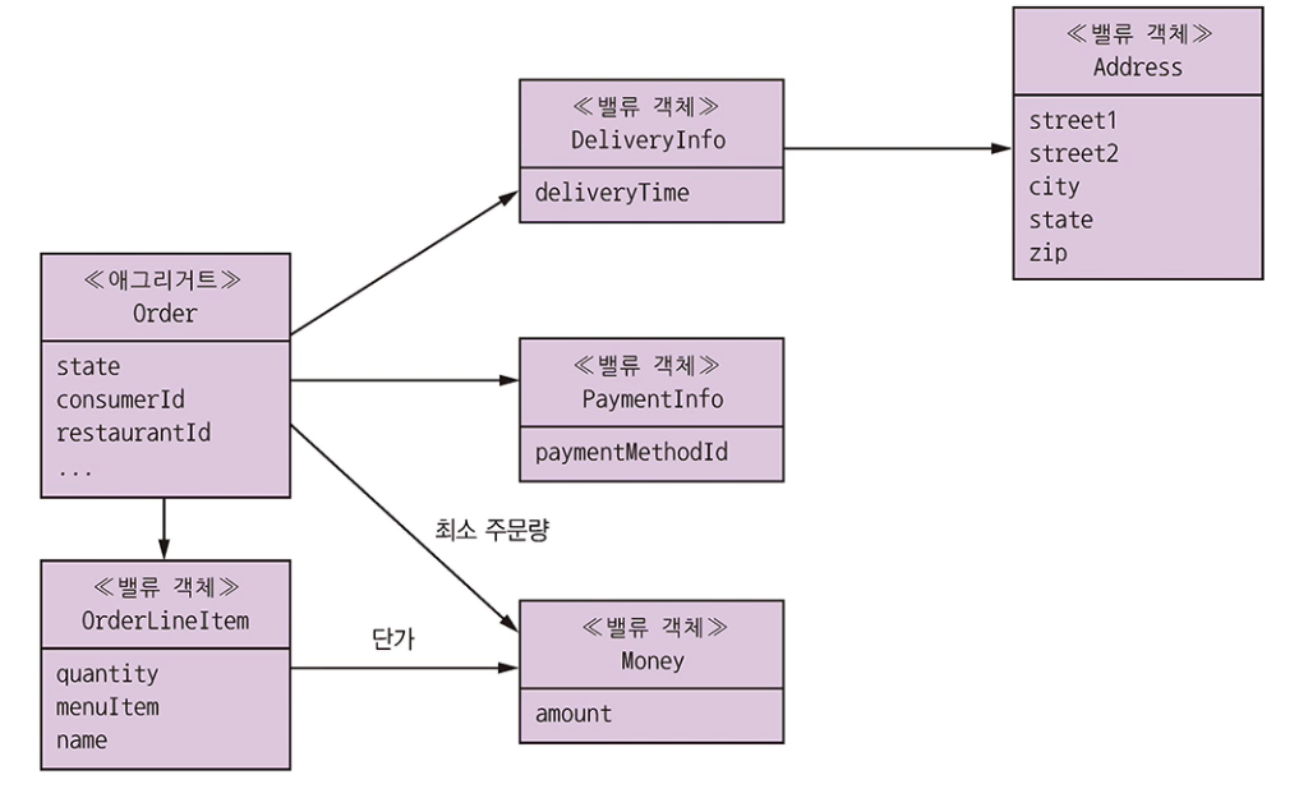 ≪밸류 객체≫
Address
street1
street2
city
state
zip
≪밸류 객체≫
DeliveryInfo
deliveryTime
≪애그리거트≫
Order
state
consumerId
restaurantId
...
≪밸류 객체≫
PaymentInfo
paymentMethodId
최소 주문량
≪밸류 객체≫
OrderLineItem
quantity
menuItem
name
단가
≪밸류 객체≫
Money
amount